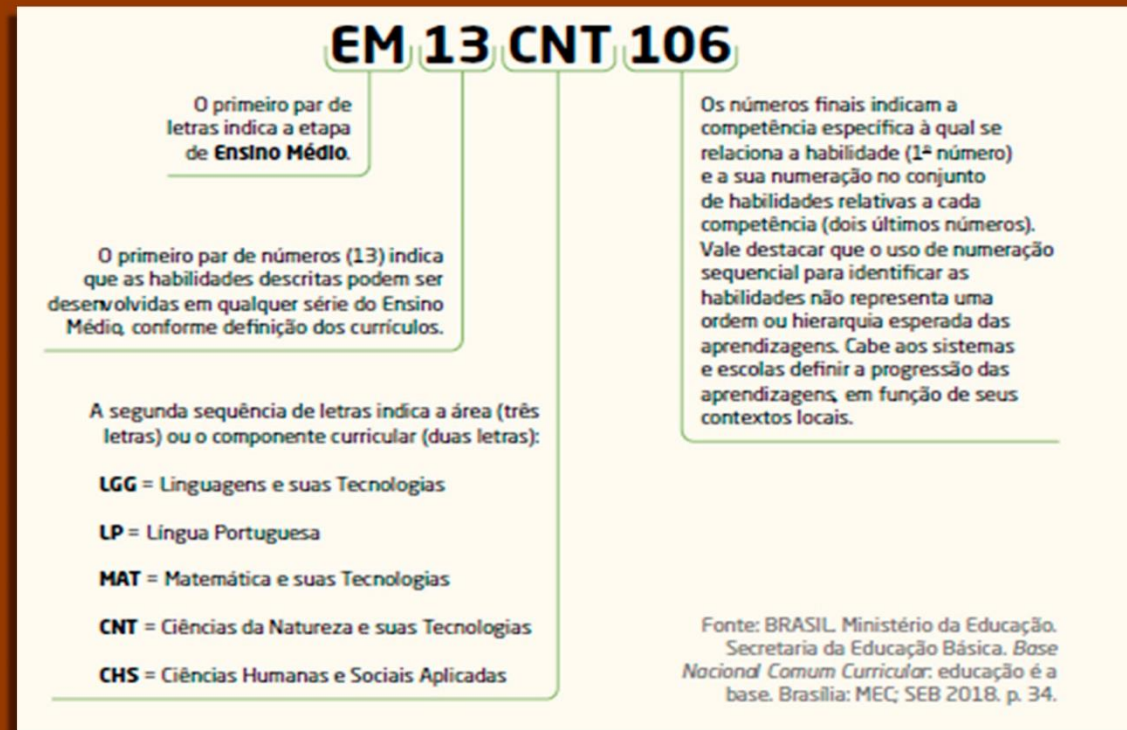 EM 13 CNT 106
O primeiro par de
letras indica a etapa
de Ensino Médio.
O primeiro par de números (13) indica
que as habilidades descritas podem ser
desenvolvidas em qualquer série do Ensino
Médio, conforme definição dos currículos.
A segunda sequência de letras indica a área (três
letras) ou o componente curricular (duas letras):
LGG = Linguagens e suas Tecnologias
LP = Língua Portuguesa
MAT = Matemática e suas Tecnologias
CNT = Ciências da Natureza e suas Tecnologias
CHS = Ciências Humanas e Sociais Aplicadas
Os números finais indicam a
competência específica à qual se
relaciona a habilidade (1º número)
e a sua numeração no conjunto
de habilidades relativas a cada
competência (dois últimos números).
Vale destacar que o uso de numeração
sequencial para identificar as
habilidades não representa uma
ordem ou hierarquia esperada das
aprendizagens. Cabe aos sistemas
e escolas definir a progressão das
aprendizagens, em função de seus
contextos locais.
Fonte: BRASIL. Ministério da Educação.
Secretaria da Educação Básica. Base
Nacional Comum Curricular: educação é a
base. Brasília: MEC; SEB 2018. p. 34.